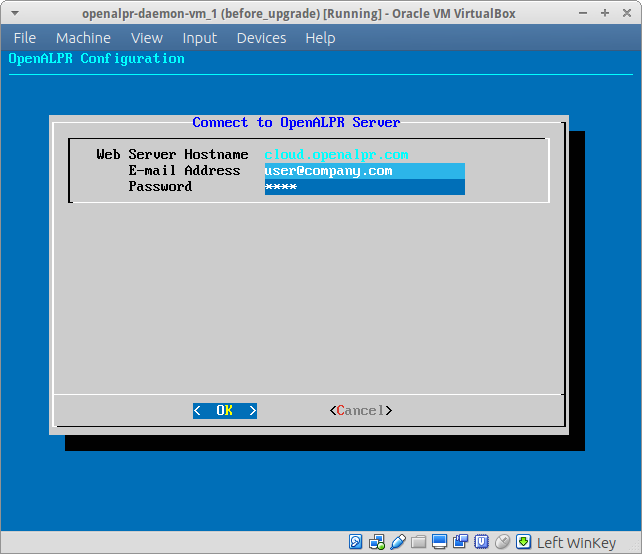 openalpr-daemon-vm_1 (before_upgrade) [Running] - Oracle VM VirtualBox
File Machine View Input Devices Help
OpenALPR Configuration
Connect to OpenALPR Server
Web Server Hostname cloud.openalpr.com
E-mail Address user@company.com
Password ****
< OK > <Cancel>
Left WinKey